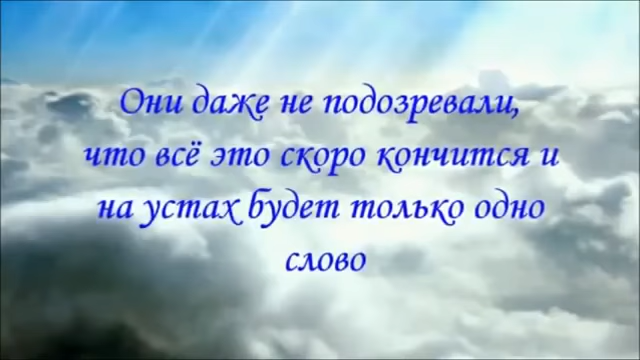 Они даже не подозревали,
что всё это скоро кончится и
на устах будет только одно
слово